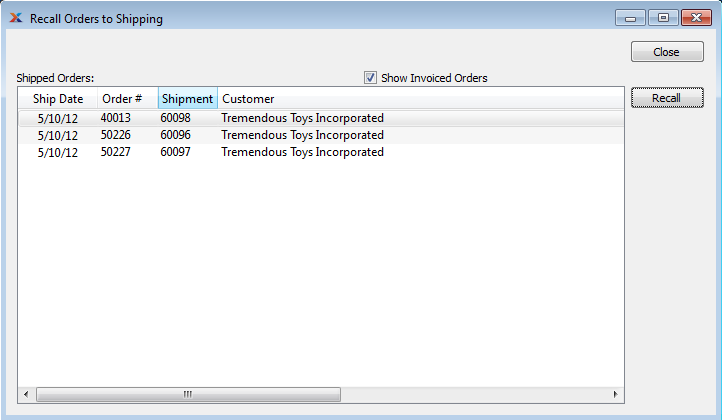 Recall Orders to Shipping
Close
Shipped Orders:
Show Invoiced Orders
Recall
Ship Date Order # Shipment Customer
5/10/12 40013 60098 Tremendous Toys Incorporated
5/10/12 50226 60096 Tremendous Toys Incorporated
5/10/12 50227 60097 Tremendous Toys Incorporated